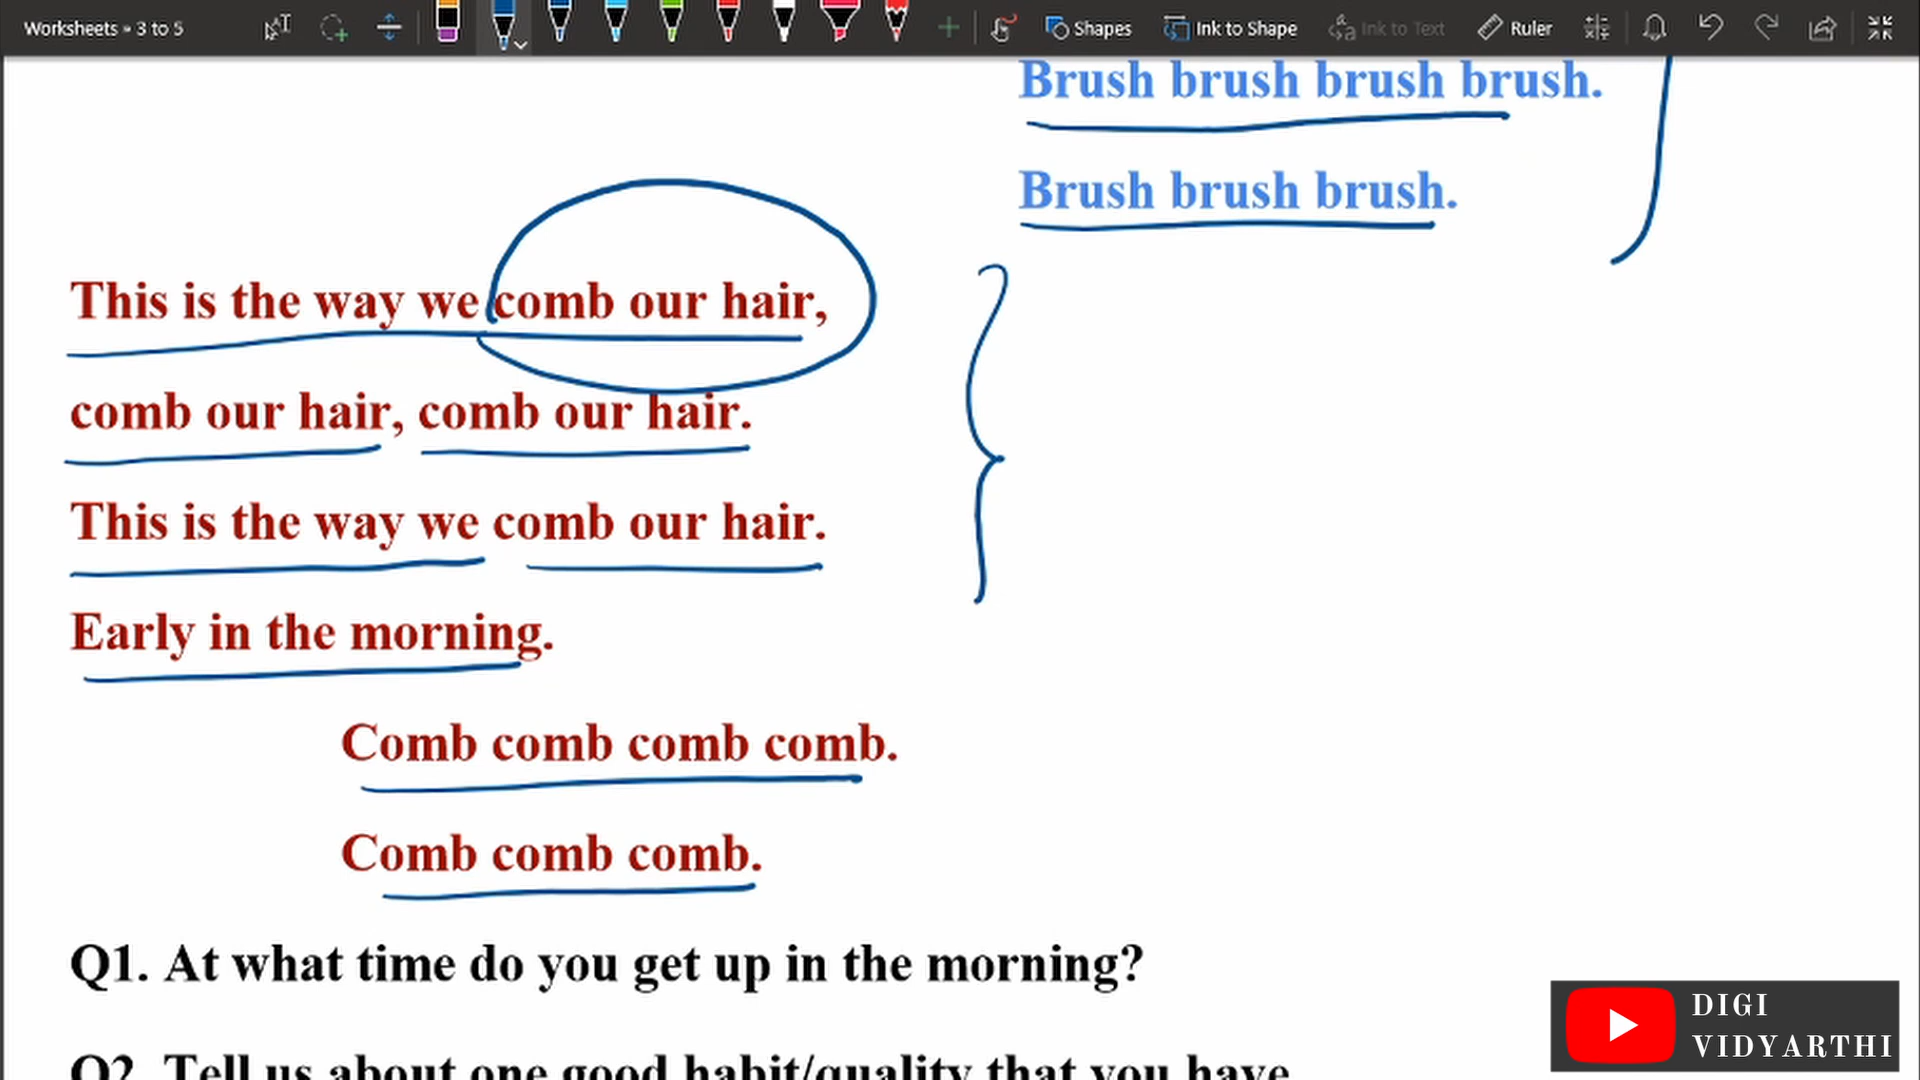 Worksheets - 3 to 5
Shapes
Ink to Shape
Ink to Text
Ruler
Brush brush brush brush.
Brush brush brush.
This is the way we comb our hair,
comb our hair, comb our hair.
This is the way we comb our hair.
Early in the morning.
Comb comb comb comb.
Comb comb comb.
Q1. At what time do you get up in the morning?
Q2. Tell us about one good habit/quality that you have
DIGI
VIDYARTHI